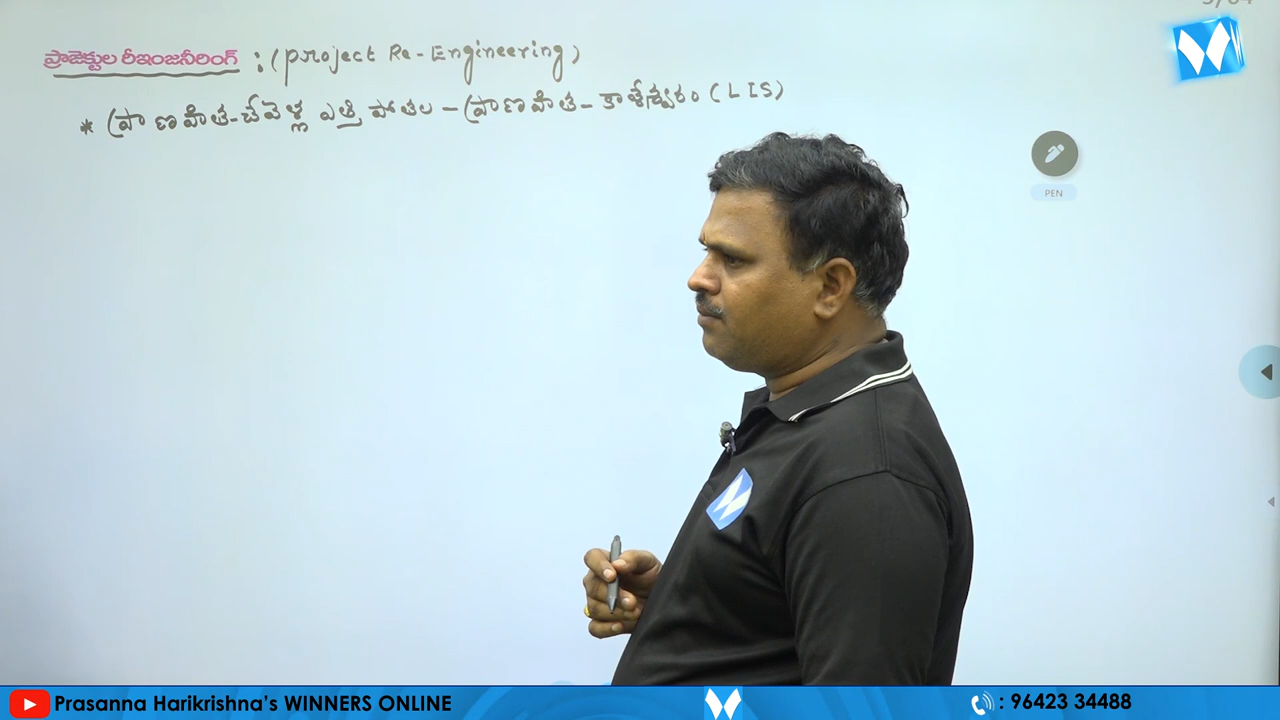 ప్రాజెక్టుల రీఇంజనీరింగ్ : (project Re-Engineering)
* ప్రాణహిత-చేవెళ్ల ఎత్తి పోతల - ప్రాణహిత - కాళేశ్వరం (LIS)
PEN
Prasanna Harikrishna's WINNERS ONLINE
: 96423 34488